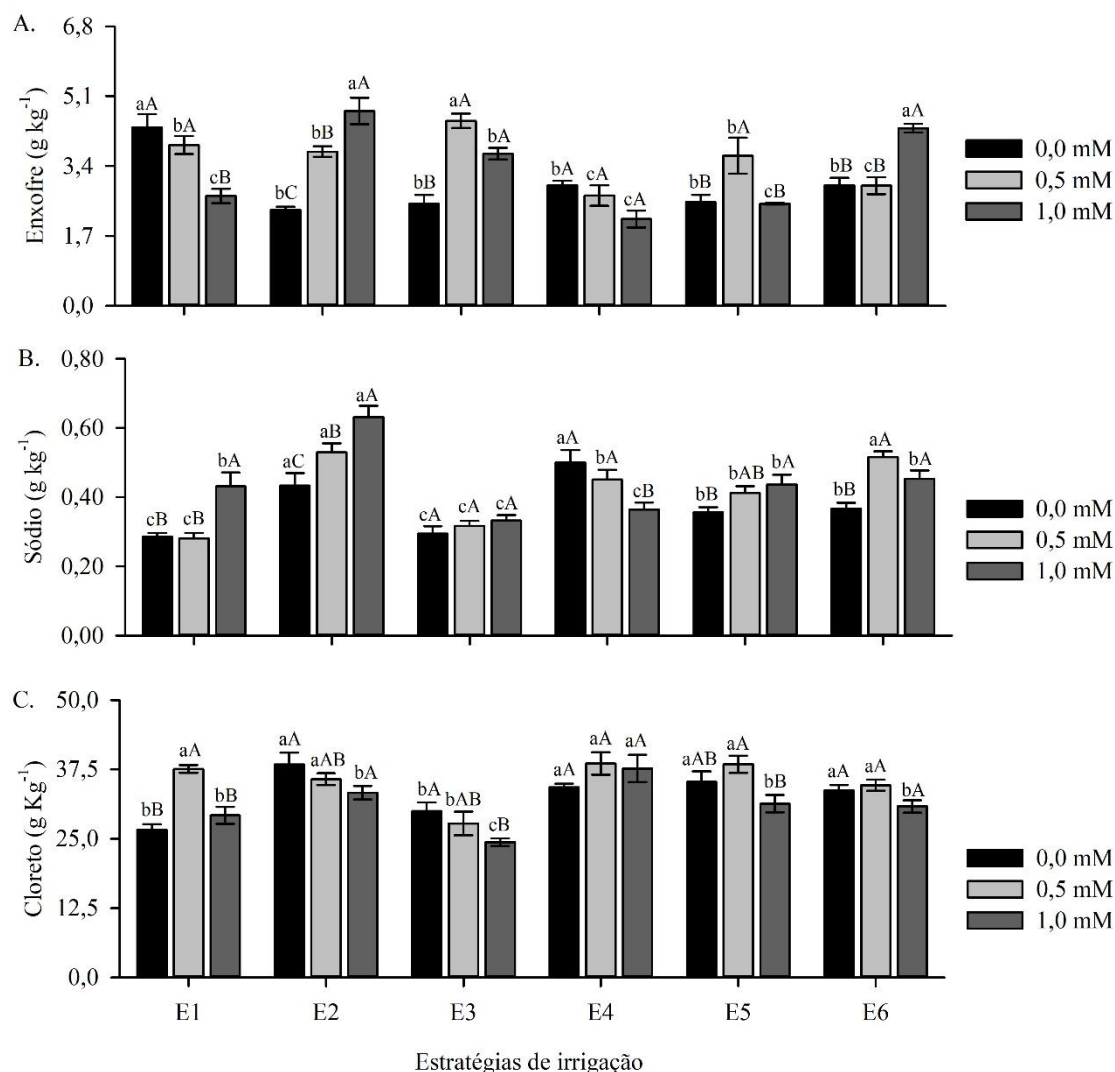 A.
6,8
5,1
3,4
1,7
0,0
Enxofre (g kg⁻¹)
aA bA cB bC bB aA bB aA bA bA cA cA bB bA cB bB cB aA
0,0 mM
0,5 mM
1,0 mM
B.
0,80
0,60
0,40
0,20
0,00
Sódio (g kg⁻¹)
cB cB bA aC aB aA cA cA cA aA bA cB bB bAB bA bB aA bA
0,0 mM
0,5 mM
1,0 mM
C.
50,0
37,5
25,0
12,5
0,0
Cloreto (g Kg⁻¹)
bB aA bB aA aAB bA bA bAB cB aA aA aA aAB aA bB aA aA bA
0,0 mM
0,5 mM
1,0 mM
E1 E2 E3 E4 E5 E6
Estratégias de irrigação